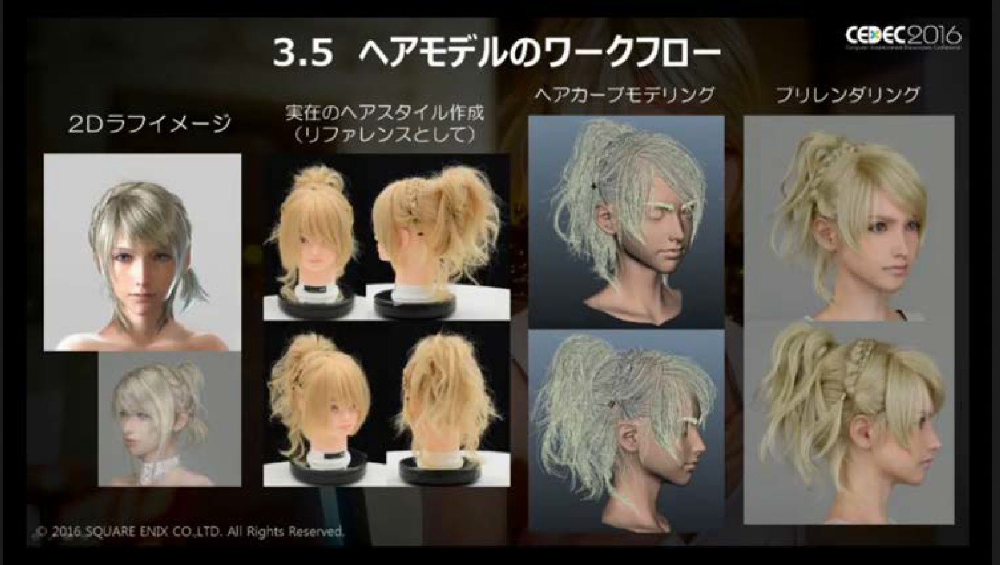 CEDEC2016
3.5 ヘアモデルのワークフロー
2Dラフイメージ
実在のヘアスタイル作成
（リファレンスとして）
ヘアカーブモデリング
プリレンダリング
© 2016 SQUARE ENIX CO.,LTD. All Rights Reserved.